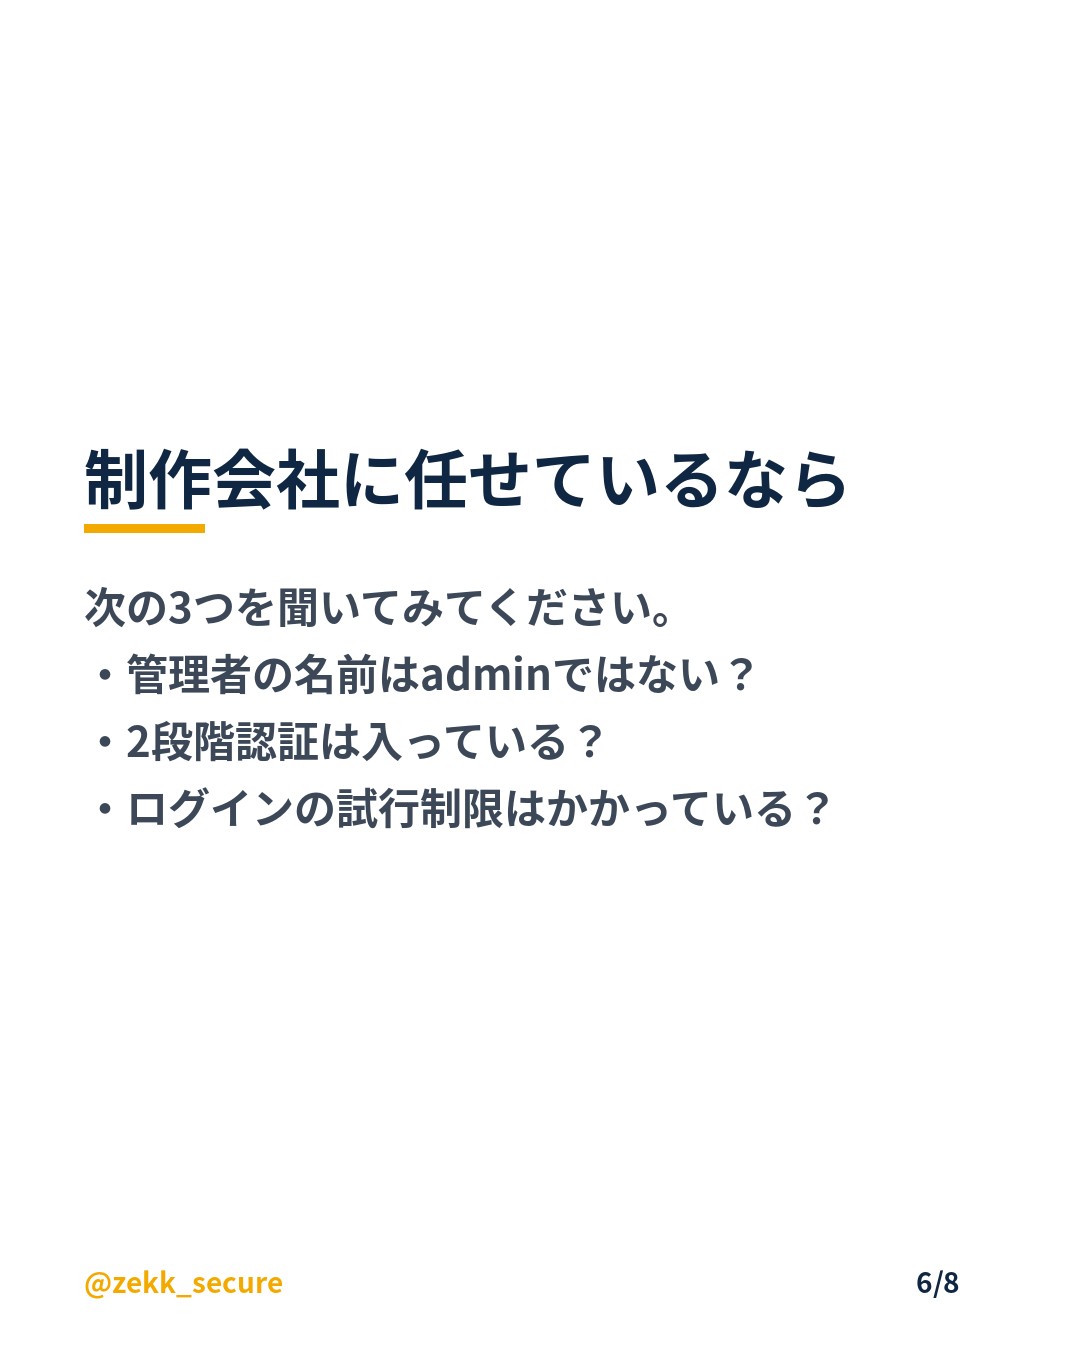 制作会社に任せているなら
次の3つを聞いてみてください。
・管理者の名前はadminではない？
・2段階認証は入っている？
・ログインの試行制限はかかっている？
@zekk_secure
6/8